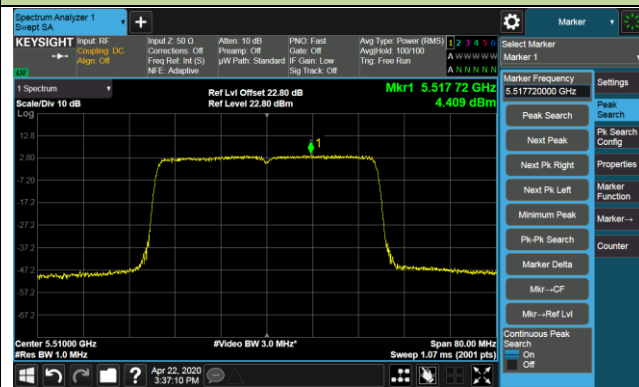 Spectrum Analyzer 1
Swept SA
Marker
KEYSIGHT
Input: RF
Coupling: DC
Align: Off
Input Z: 50 Ω
Corrections: Off
Freq Ref: Int (S)
NFE: Adaptive
Atten: 10 dB
Preamp: Off
µW Path: Standard
PNO: Fast
Gate: Off
IF Gain: Low
Sig Track: Off
Avg Type: Power (RMS)
Avg|Hold: 100/100
Trig: Free Run
1 2 3 4 5 6
A W W W W W
A N N N N N
LXI
Select Marker
Marker 1
1 Spectrum
Scale/Div 10 dB
Log
Ref Lvl Offset 22.80 dB
Ref Level 22.80 dBm
Mkr1 5.517 72 GHz
4.409 dBm
12.8
2.80
-7.20
-17.2
-27.2
-37.2
-47.2
-57.2
-67.2
1
Center 5.51000 GHz
#Res BW 1.0 MHz
#Video BW 3.0 MHz*
Span 80.00 MHz
Sweep 1.07 ms (2001 pts)
Marker Frequency
5.517720000 GHz
Peak Search
Next Peak
Next Pk Right
Next Pk Left
Minimum Peak
Pk-Pk Search
Marker Delta
Mkr→CF
Mkr→Ref Lvl
Continuous Peak
Search
On
Off
Settings
Peak
Search
Pk Search
Config
Properties
Marker
Function
Marker→
Counter
?
Apr 22, 2020
3:37:10 PM